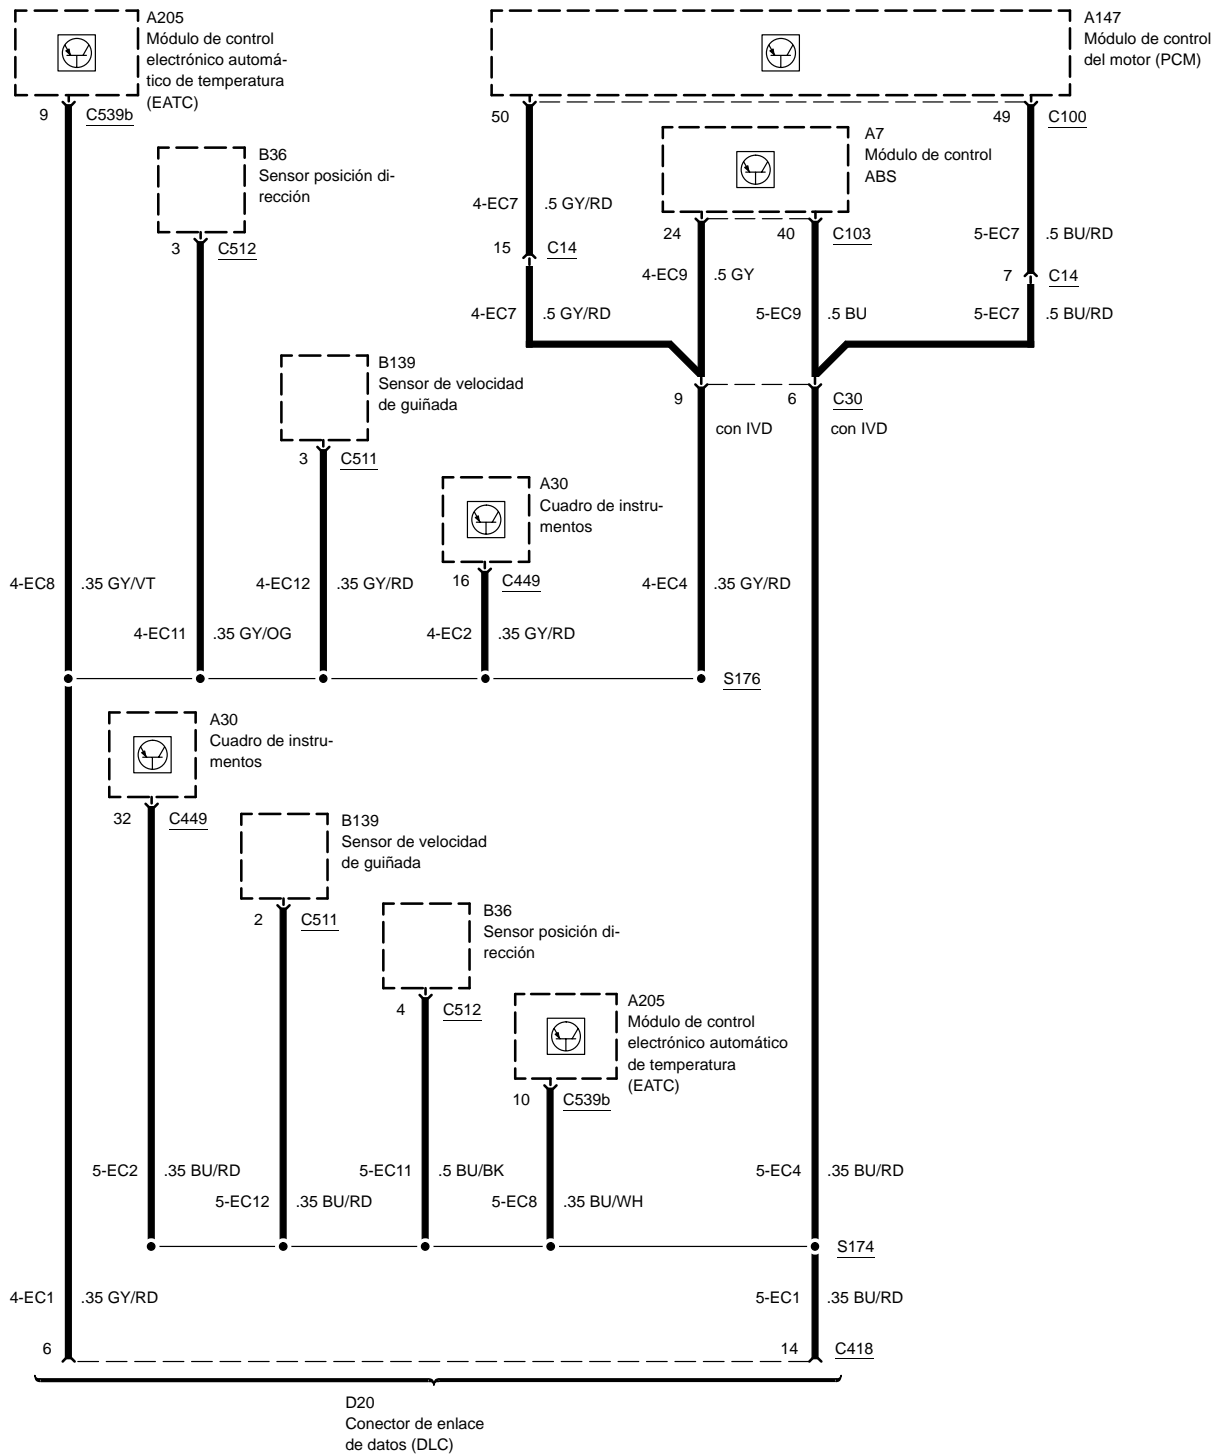 A205
Módulo de control
electrónico automá-
tico de temperatura
(EATC)
A147
Módulo de control
del motor (PCM)
9 C539b
50
49 C100
B36
Sensor posición di-
rección
A7
Módulo de control
ABS
3 C512
4-EC7 .5 GY/RD
24
40 C103
5-EC7 .5 BU/RD
15 C14
4-EC9 .5 GY
7 C14
4-EC7 .5 GY/RD
5-EC9 .5 BU
5-EC7 .5 BU/RD
B139
Sensor de velocidad
de guiñada
9
6 C30
con IVD
con IVD
3 C511
A30
Cuadro de instru-
mentos
16 C449
4-EC8 .35 GY/VT
4-EC12 .35 GY/RD
4-EC4 .35 GY/RD
4-EC11 .35 GY/OG
4-EC2 .35 GY/RD
S176
A30
Cuadro de instru-
mentos
32 C449
B139
Sensor de velocidad
de guiñada
2 C511
B36
Sensor posición di-
rección
4 C512
A205
Módulo de control
electrónico automático
de temperatura
(EATC)
10 C539b
5-EC2 .35 BU/RD
5-EC11 .5 BU/BK
5-EC4 .35 BU/RD
5-EC12 .35 BU/RD
5-EC8 .35 BU/WH
S174
4-EC1 .35 GY/RD
5-EC1 .35 BU/RD
6
14 C418
D20
Conector de enlace
de datos (DLC)